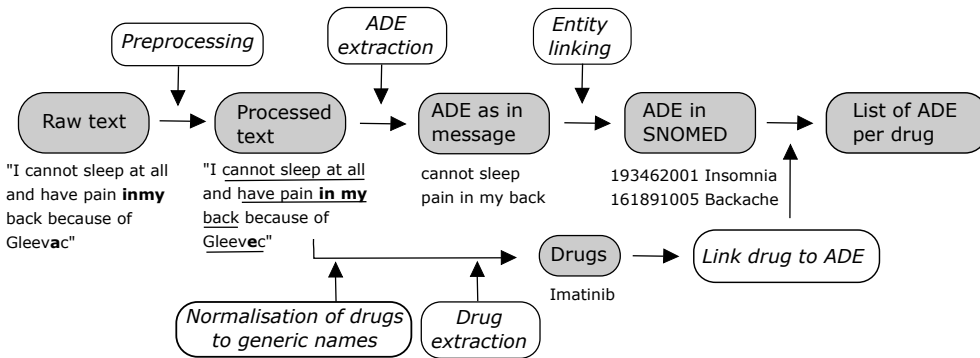 Preprocessing
ADE
extraction
Entity
linking
Raw text
Processed
text
ADE as in
message
ADE in
SNOMED
List of ADE
per drug
"I cannot sleep at all
and have pain inmy
back because of
Gleevac"
"I cannot sleep at all
and have pain in my
back because of
Gleevec"
cannot sleep
pain in my back
193462001 Insomnia
161891005 Backache
Drugs
Imatinib
Link drug to ADE
Normalisation of drugs
to generic names
Drug
extraction